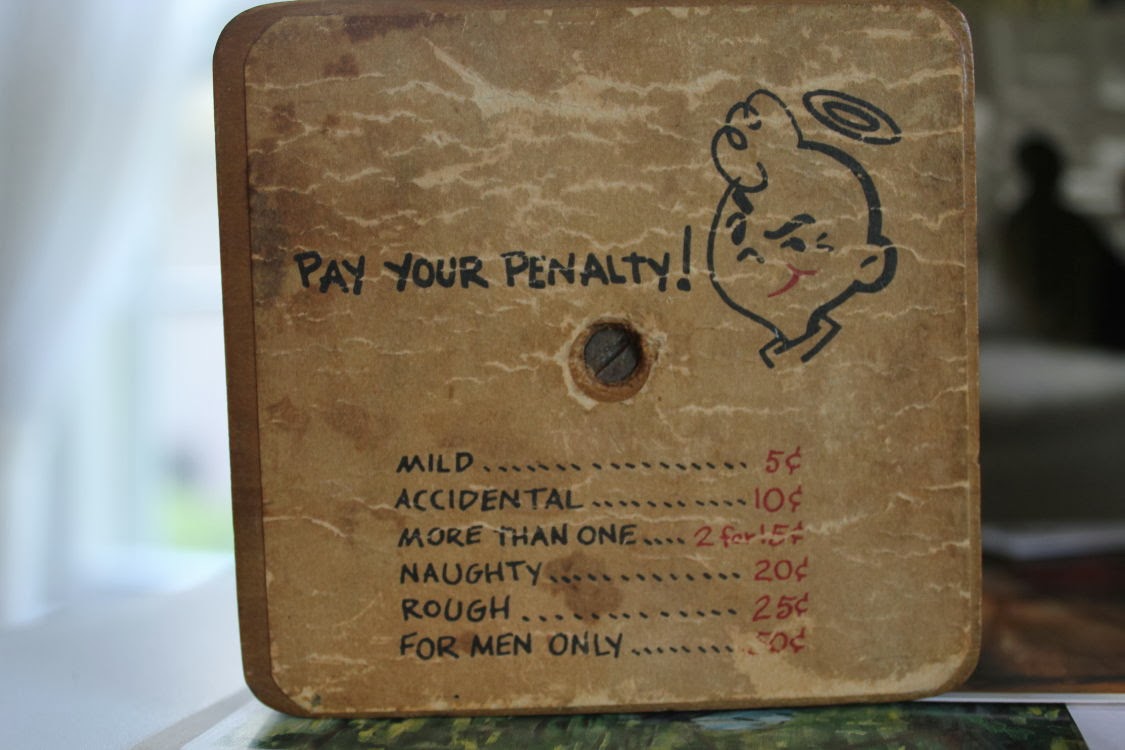 PAY YOUR PENALTY!
MILD .................. 5¢
ACCIDENTAL ........... 10¢
MORE THAN ONE .... 2 for 15¢
NAUGHTY .............. 20¢
ROUGH ............... 25¢
FOR MEN ONLY ......... 50¢